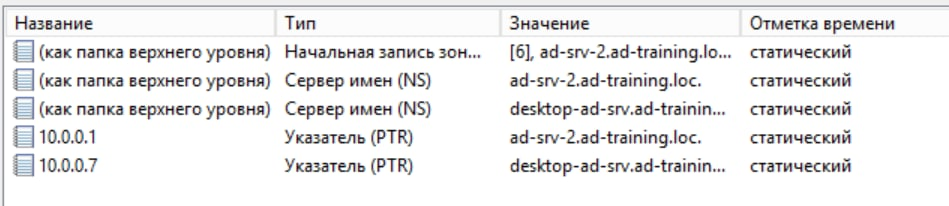 Название Тип Значение Отметка времени
(как папка верхнего уровня) Начальная запись зон... [6], ad-srv-2.ad-training.lo... статический
(как папка верхнего уровня) Сервер имен (NS) ad-srv-2.ad-training.loc. статический
(как папка верхнего уровня) Сервер имен (NS) desktop-ad-srv.ad-trainin... статический
10.0.0.1 Указатель (PTR) ad-srv-2.ad-training.loc. статический
10.0.0.7 Указатель (PTR) desktop-ad-srv.ad-trainin... статический